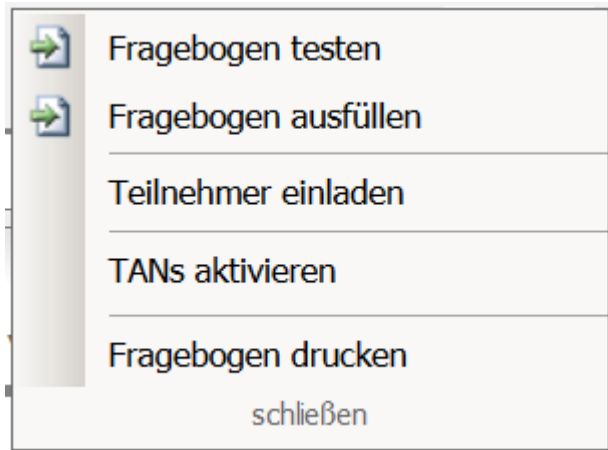 Fragebogen testen
Fragebogen ausfüllen
Teilnehmer einladen
TANs aktivieren
Fragebogen drucken
schließen